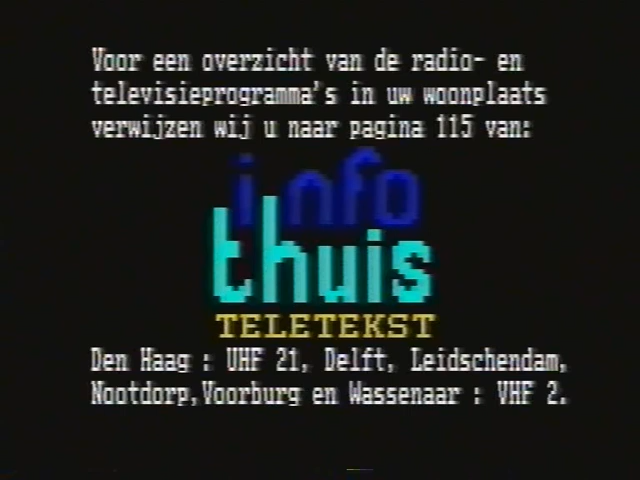 Voor een overzicht van de radio- en
televisieprogramma's in uw woonplaats
verwijzen wij u naar pagina 115 van:
info
thuis
TELETEKST
Den Haag : UHF 21, Delft, Leidschendam,
Nootdorp,Voorburg en Wassenaar : VHF 2.